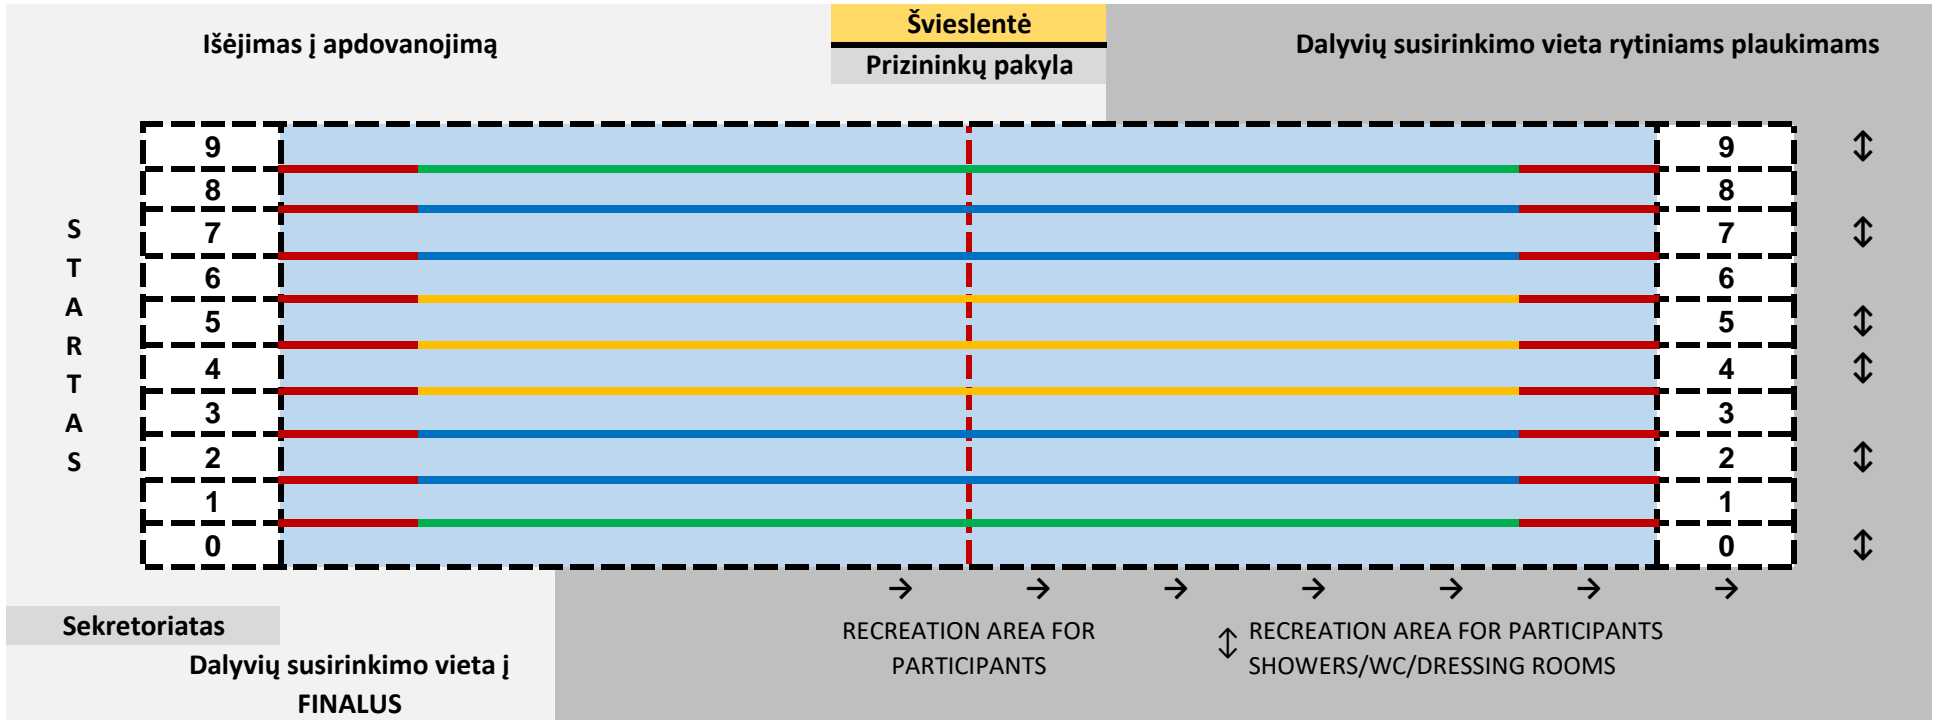 Išėjimas į apdovanojimą
Švieslentė
Prizininkų pakyla
Dalyvių susirinkimo vieta rytiniams plaukimams
STARTAS
9 9 ↕
8 8
7 7 ↕
6 6
5 5 ↕
4 4 ↕
3 3
2 2 ↕
1 1
0 0 ↕
→ → → → → → →
Sekretoriatas
Dalyvių susirinkimo vieta į
FINALUS
RECREATION AREA FOR
PARTICIPANTS
↕ RECREATION AREA FOR PARTICIPANTS
SHOWERS/WC/DRESSING ROOMS